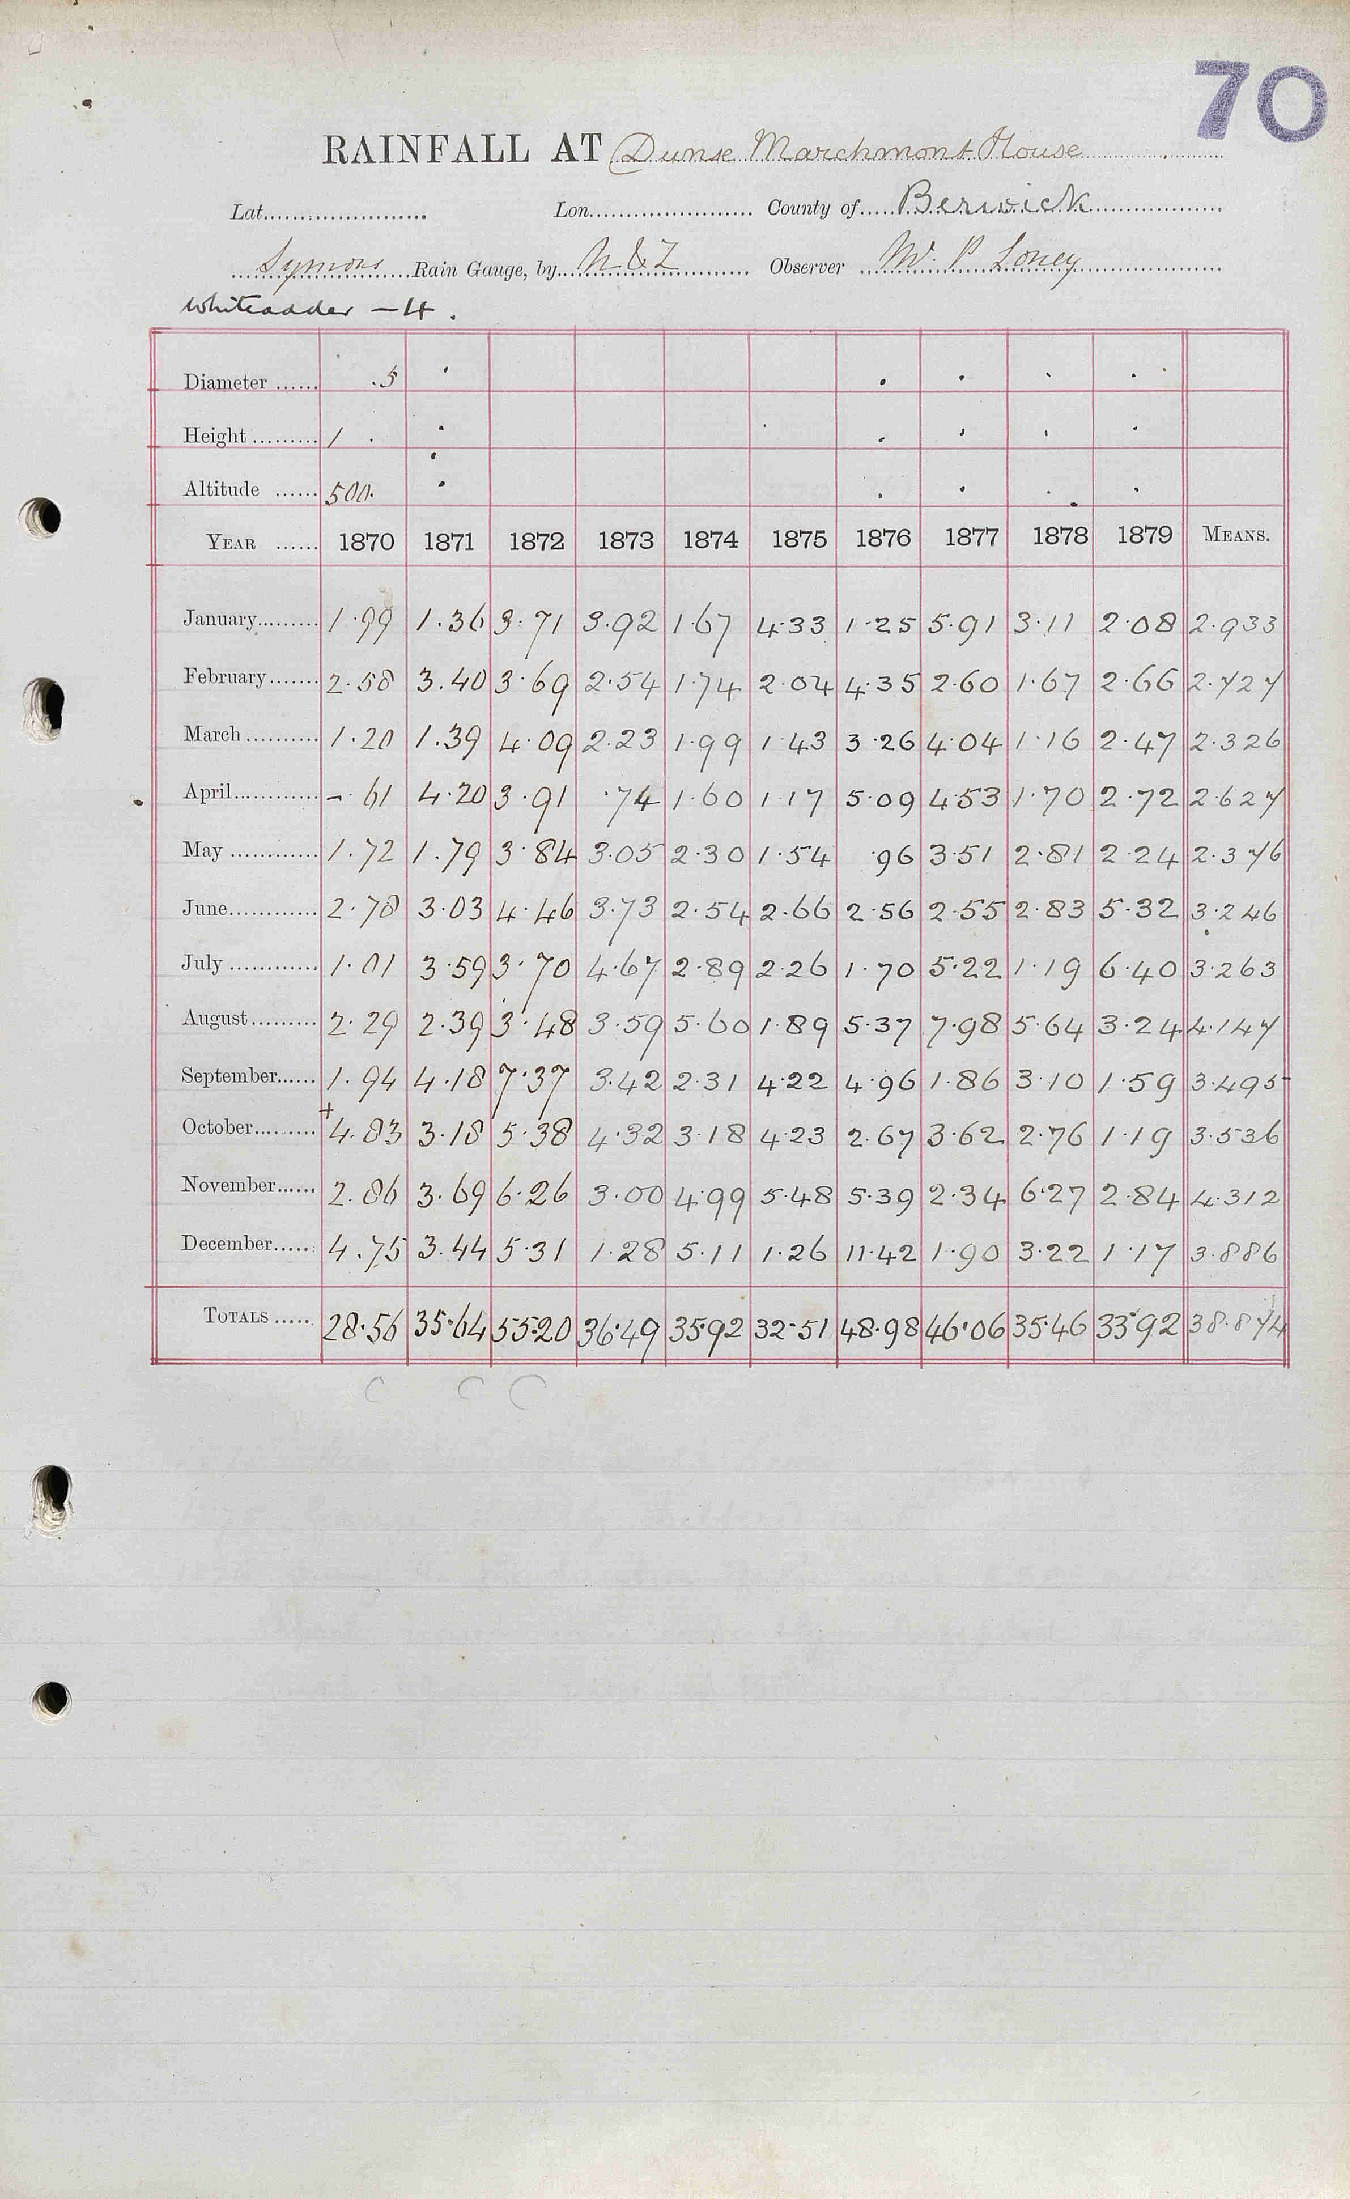 70
RAINFALL AT Dunse Marchmont House
Lat. Lon. County of Berwick
Symons Rain Gauge, by N & Z Observer Mr. P Loney
Whiteadder - 4.
Diameter ...... .5
Height ......... 1
Altitude ...... 500.
YEAR ...... 1870 1871 1872 1873 1874 1875 1876 1877 1878 1879 MEANS.
January......... 1.99 1.36 3.71 3.92 1.67 4.33 1.25 5.91 3.11 2.08 2.933
February....... 2.58 3.40 3.69 2.54 1.74 2.04 4.35 2.60 1.67 2.66 2.727
March .......... 1.20 1.39 4.09 2.23 1.99 1.43 3.26 4.04 1.16 2.47 2.326
April............. - 61 4.20 3.91 .74 1.60 1.17 5.09 4.53 1.70 2.72 2.627
May ............. 1.72 1.79 3.84 3.05 2.30 1.54 .96 3.51 2.81 2.24 2.376
June............. 2.78 3.03 4.46 3.73 2.54 2.66 2.56 2.55 2.83 5.32 3.246
July ............. 1.01 3.59 3.70 4.67 2.89 2.26 1.70 5.22 1.19 6.40 3.263
August.......... 2.29 2.39 3.48 3.59 5.60 1.89 5.37 7.98 5.64 3.24 4.147
September...... 1.94 4.18 7.37 3.42 2.31 4.22 4.96 1.86 3.10 1.59 3.495
October.......... + 4.83 3.18 5.38 4.32 3.18 4.23 2.67 3.62 2.76 1.19 3.536
November...... 2.86 3.69 6.26 3.00 4.99 5.48 5.39 2.34 6.27 2.84 4.312
December...... 4.75 3.44 5.31 1.28 5.11 1.26 11.42 1.90 3.22 1.17 3.886
TOTALS ..... 28.56 35.64 55.20 36.49 35.92 32.51 48.98 46.06 35.46 33.92 38.874